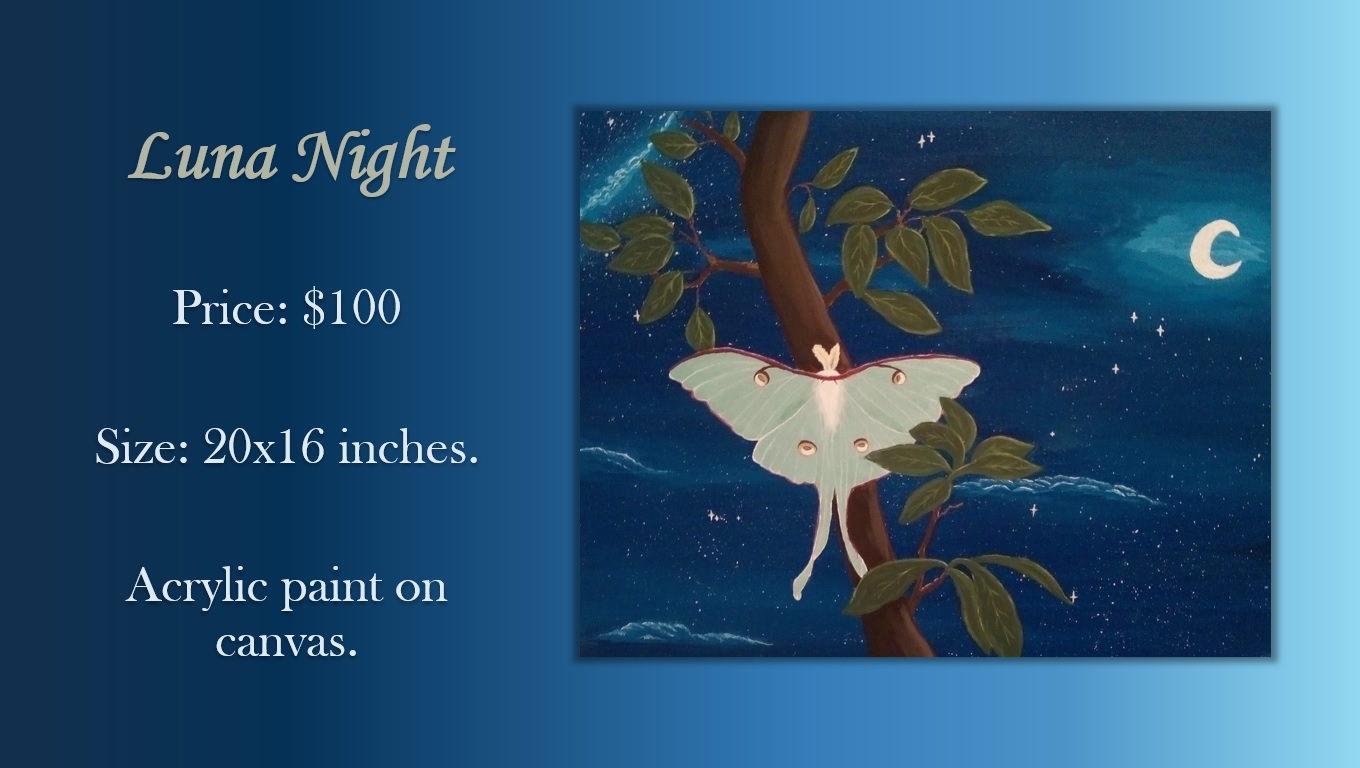 Luna Night
Price: $100
Size: 20x16 inches.
Acrylic paint on
canvas.